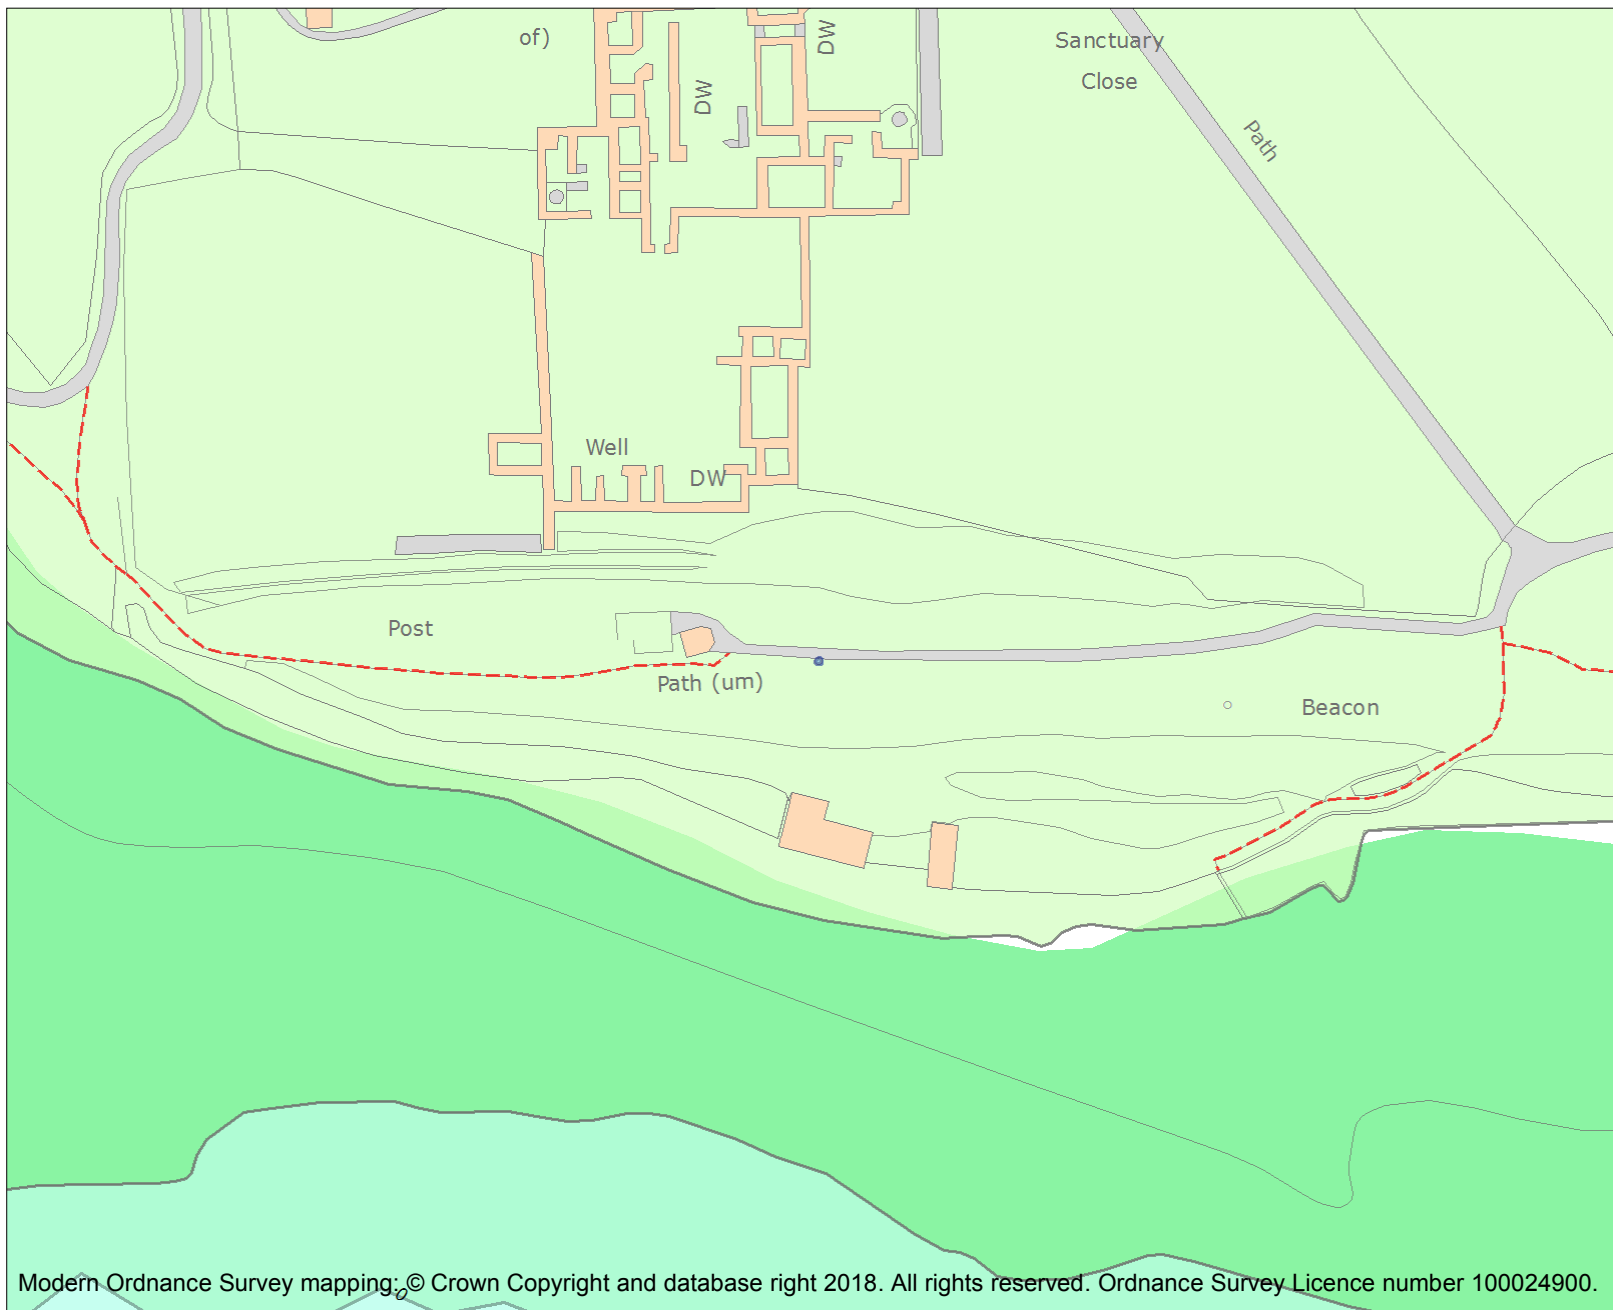 of)
DW
DW
Sanctuary
Close
Path
Well
DW
Post
Path (um)
Beacon
Modern Ordnance Survey mapping: © Crown Copyright and database right 2018. All rights reserved. Ordnance Survey Licence number 100024900.